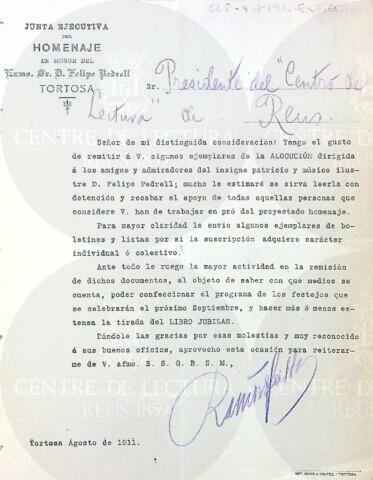 JUNTA EJECUTIVA
DEL
HOMENAJE
EN HONOR DEL
Exmo. Sr. D. Felipe Pedrell
TORTOSA
Sr. Presidente del "Centro de
Lectura" de Reus.
Señor de mi distinguida consideración: Tengo el gusto
de remitir á V. algunos ejemplares de la ALOCUCIÓN dirigida
á los amigos y admiradores del insigne patricio y músico ilus-
tre D. Felipe Pedrell; mucho le estimaré se sirva leerla con
detención y recabar el apoyo de todas aquellas personas que
considere V. han de trabajar en pró del proyectado homenaje.
Para mayor claridad le envio algunos ejemplares de bo-
letines y listas por si la suscripción adquiere carácter
individual ó colectivo.
Ante todo le ruego la mayor actividad en la remisión
de dichos documentos, al objeto de saber con que medios se
cuenta, poder confeccionar el programa de los festejos que
se celebrarán el próximo Septiembre, y hacer más ó menos ex-
tensa la tirada del LIBRO JUBILAR.
Dándole las gracias por esas molestias y muy reconocido
á sus buenos oficios, aprovecho esta ocasión para reiterar-
me de V. afmo. S. S. Q. B. S. M.,
Ramón
Tortosa Agosto de 1911.
CENTRE DE LECTURA
REUS 1859